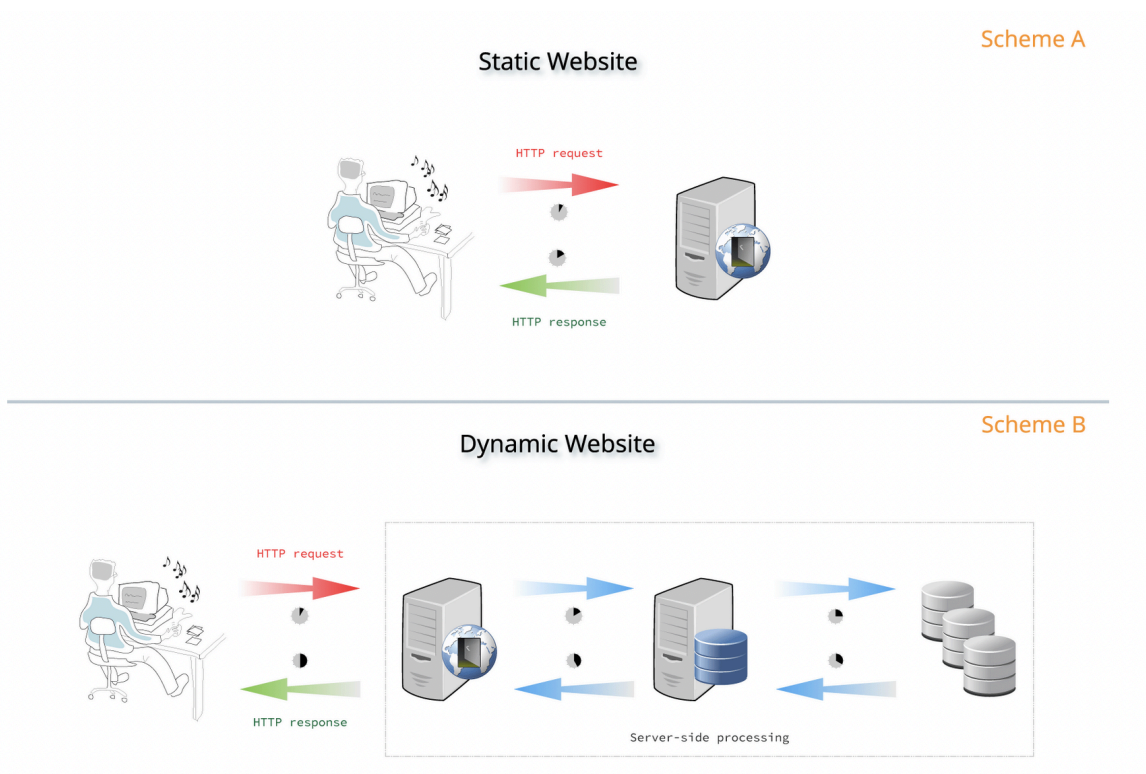 Scheme A
Static Website
HTTP request
HTTP response
Scheme B
Dynamic Website
HTTP request
HTTP response
Server-side processing